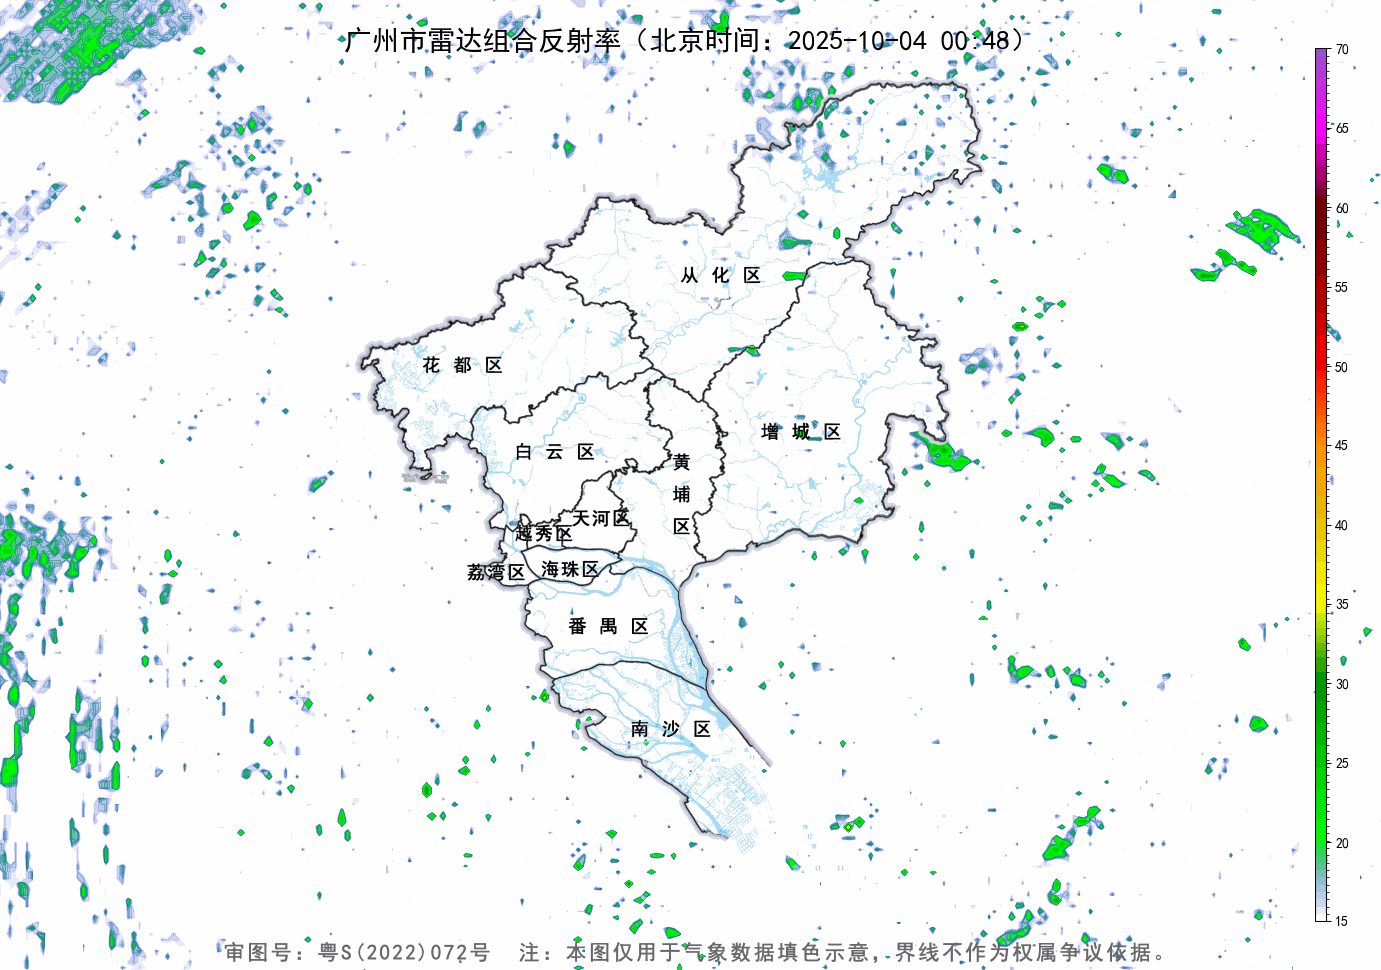 广州市雷达组合反射率（北京时间：2025-10-04 00:48）
70
65
60
55
50
45
40
35
30
25
20
15
从化区
花都区
增城区
白云区
黄埔区
天河区
越秀区
荔湾区
海珠区
番禺区
南沙区
审图号：粤S(2022)072号 注：本图仅用于气象数据填色示意，界线不作为权属争议依据。